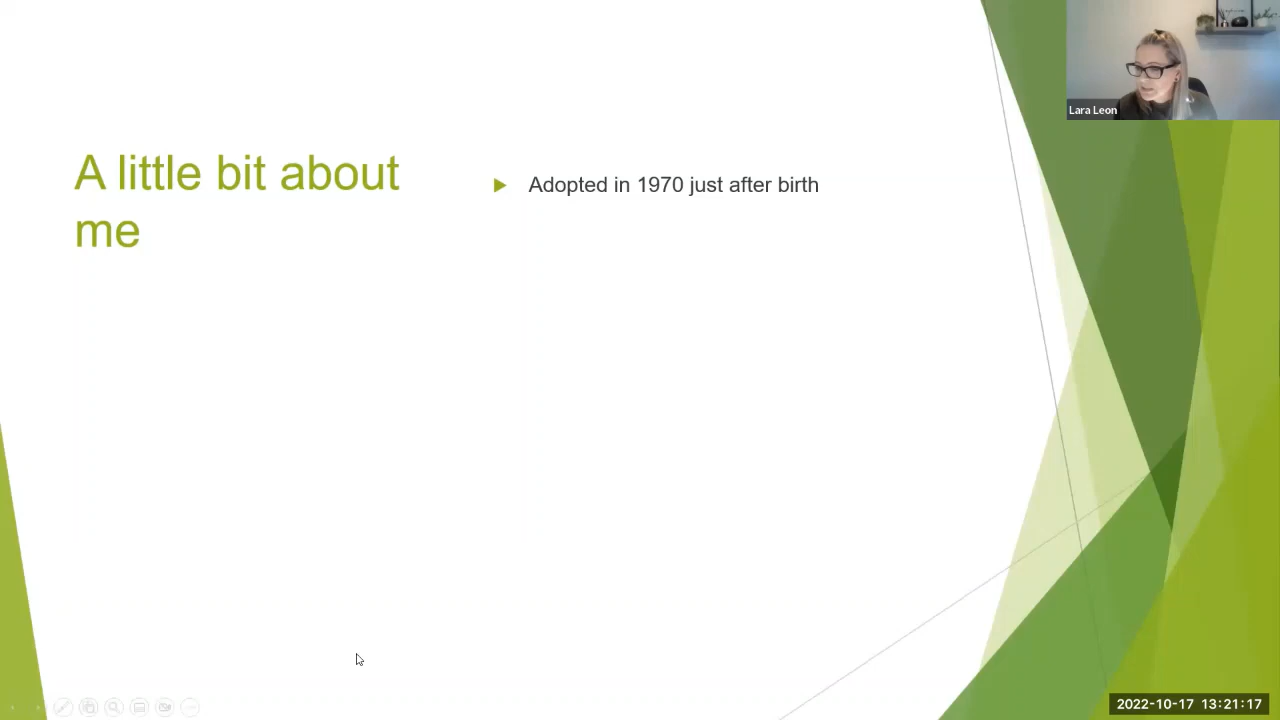 A little bit about
me
Adopted in 1970 just after birth
Lara Leon
2022-10-17 13:21:17